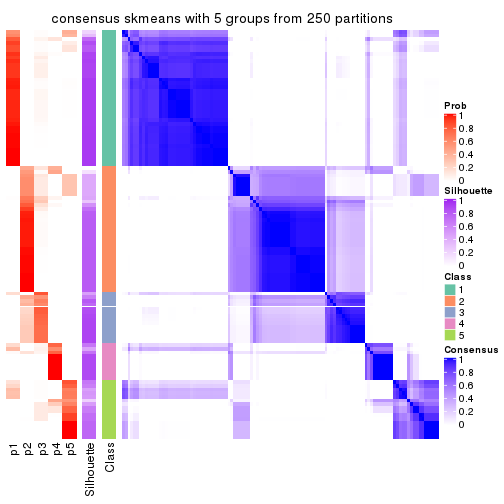 consensus skmeans with 5 groups from 250 partitions
Prob
1
0.8
0.6
0.4
0.2
0
Silhouette
1
0.8
0.6
0.4
0.2
0
Class
1
2
3
4
5
Consensus
1
0.8
0.6
0.4
0.2
0
p1
p2
p3
p4
p5
Silhouette
Class